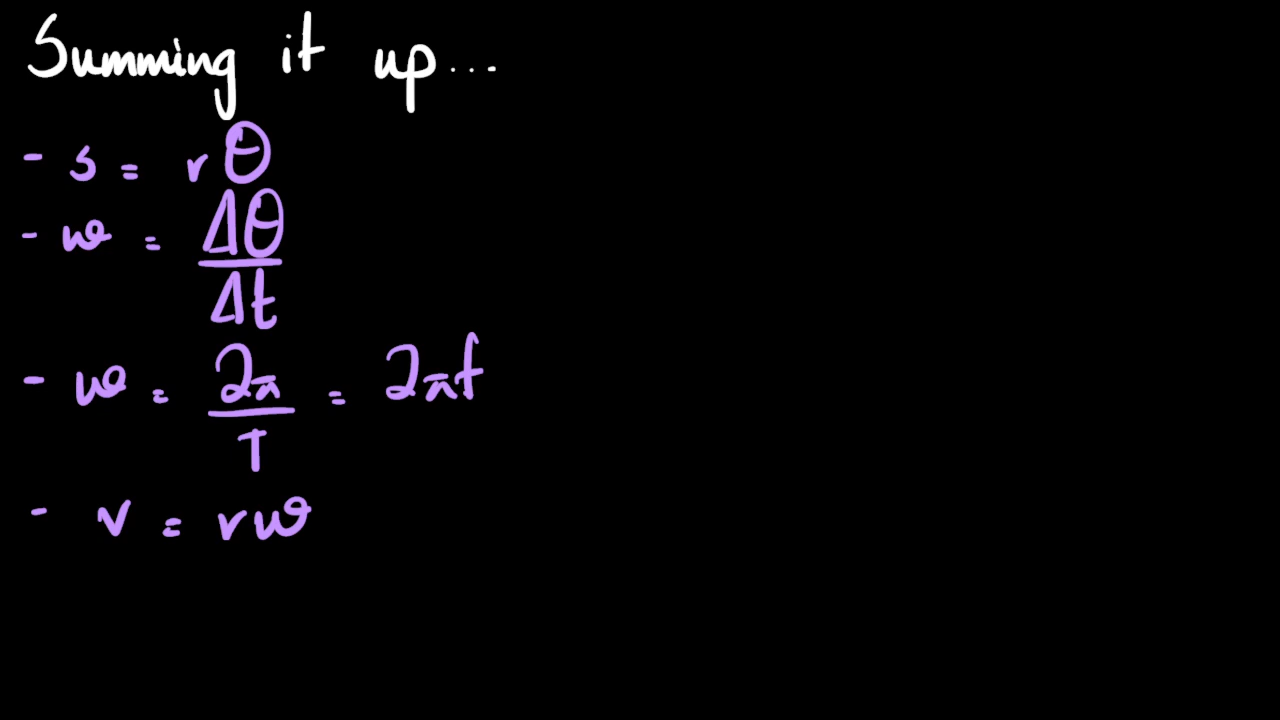 Summing it up...
- s = rθ
- ω = Δθ/Δt
- ω = 2π/T = 2πf
- v = rω